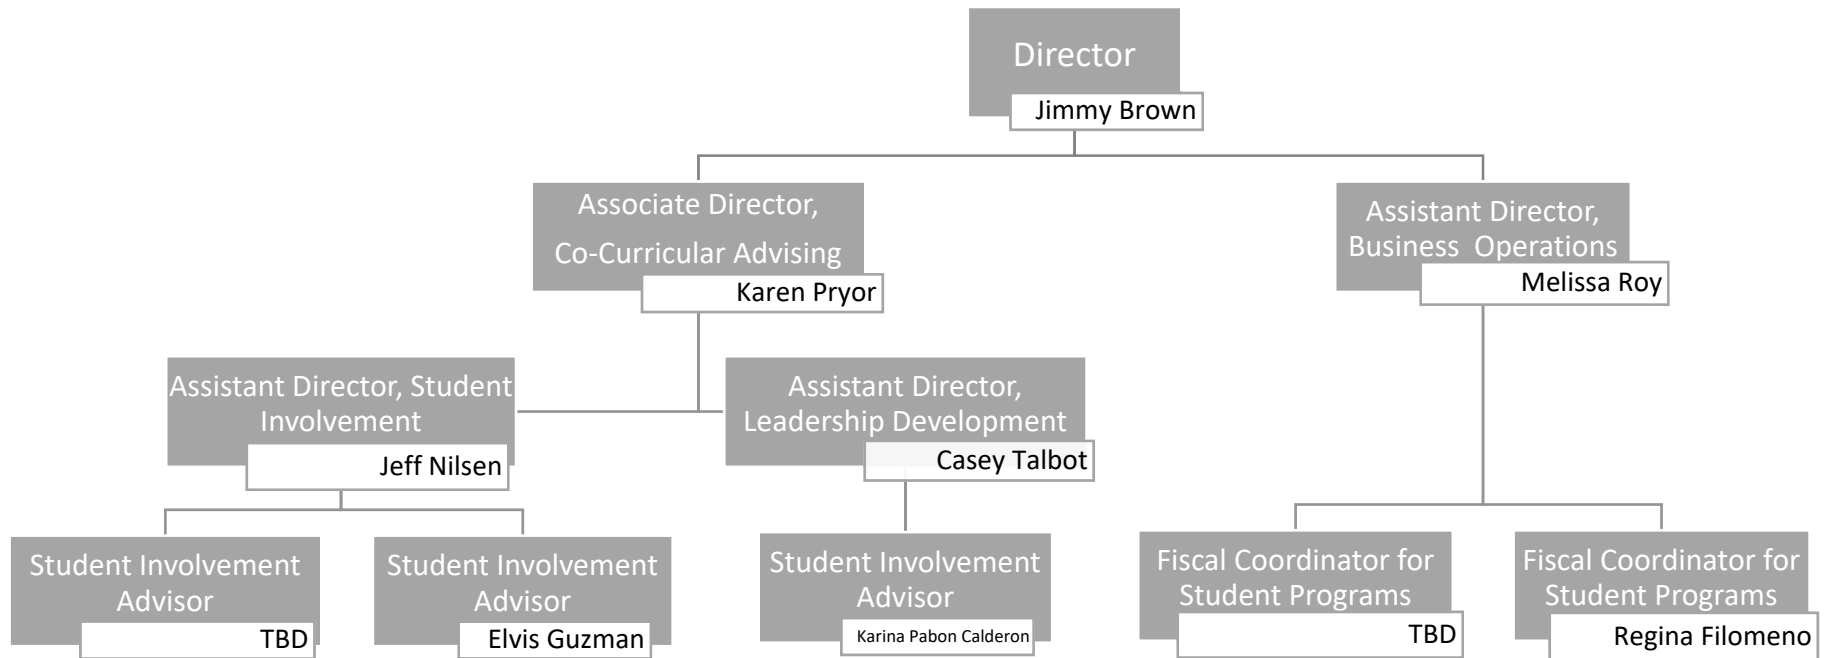 Director
Jimmy Brown
Associate Director,
Co-Curricular Advising
Karen Pryor
Assistant Director,
Business  Operations
Melissa Roy
Assistant Director, Student
Involvement
Jeff Nilsen
Assistant Director,
Leadership Development
Casey Talbot
Student Involvement
Advisor
TBD
Student Involvement
Advisor
Elvis Guzman
Student Involvement
Advisor
Karina Pabon Calderon
Fiscal Coordinator for
Student Programs
TBD
Fiscal Coordinator for
Student Programs
Regina Filomeno